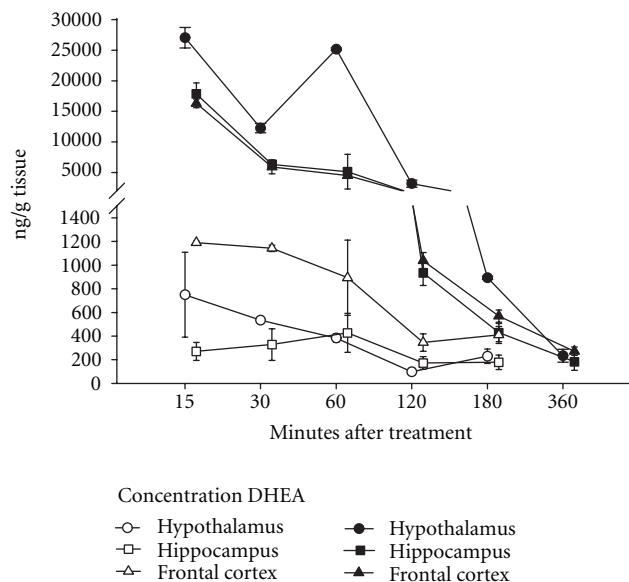 30000
25000
20000
15000
10000
5000
1400
1200
1000
800
600
400
200
0
ng/g tissue
15 30 60 120 180 360
Minutes after treatment
Concentration DHEA
Hypothalamus Hypothalamus
Hippocampus Hippocampus
Frontal cortex Frontal cortex